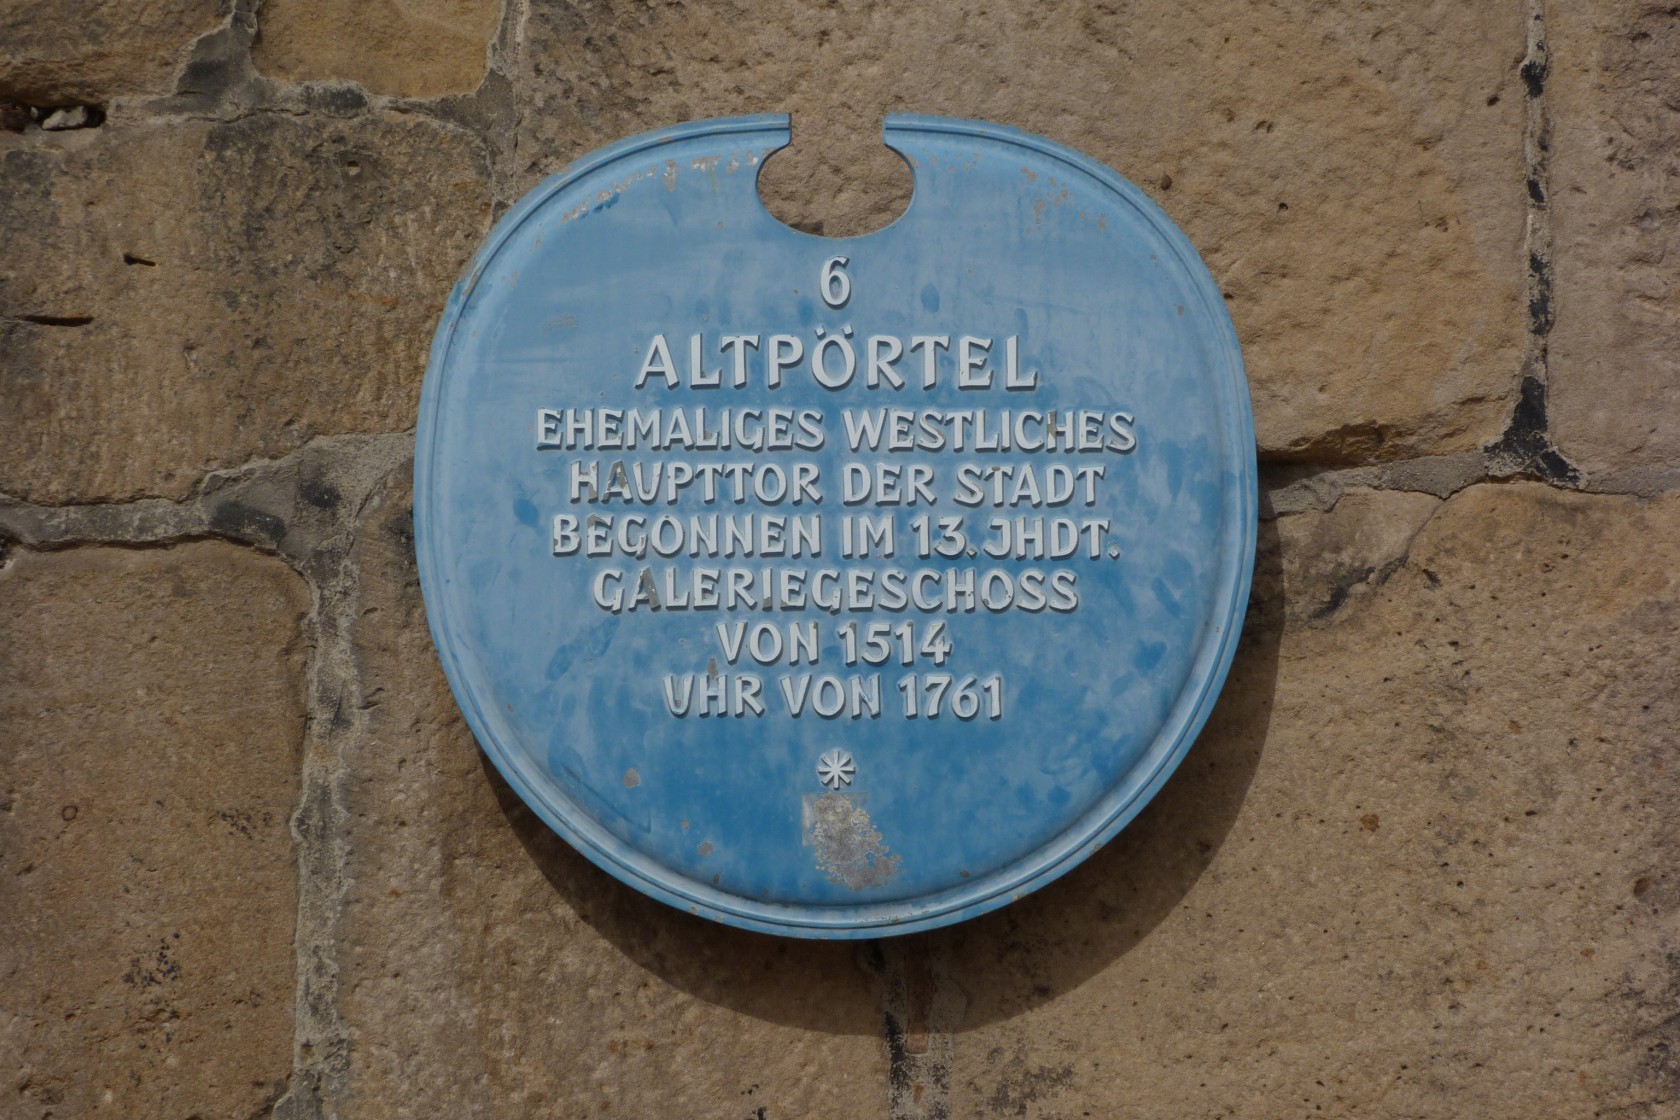 6
ALTPÖRTEL
EHEMALIGES WESTLICHES
HAUPTTOR DER STADT
BEGONNEN IM 13. JHDT.
GALERIEGESCHOSS
VON 1514
UHR VON 1761